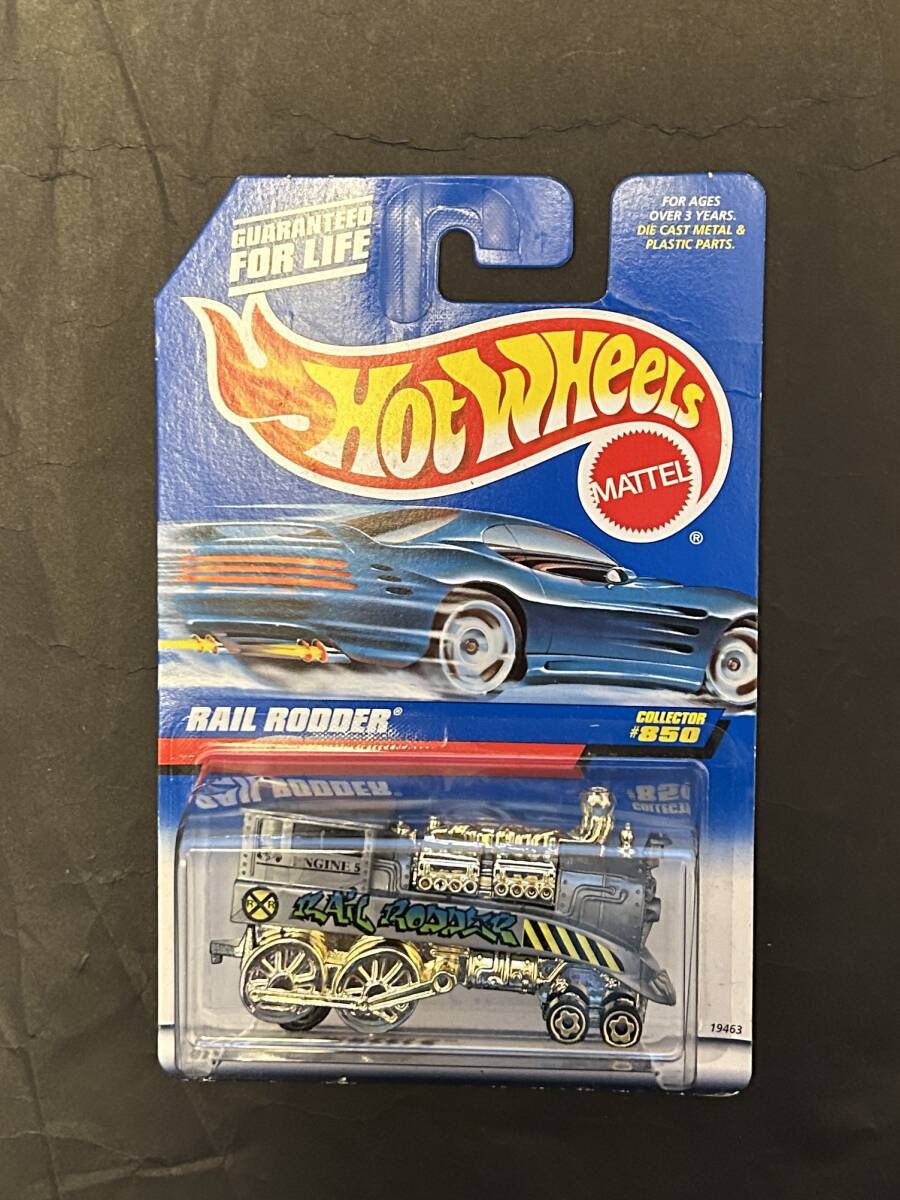 GUARANTEED
FOR LIFE
FOR AGES
OVER 3 YEARS.
DIE CAST METAL &
PLASTIC PARTS.
HOT WHEELS
MATTEL
®
RAIL RODDER®
COLLECTOR
#850
ENGINE 5
R R
RAIL RODDER
19463